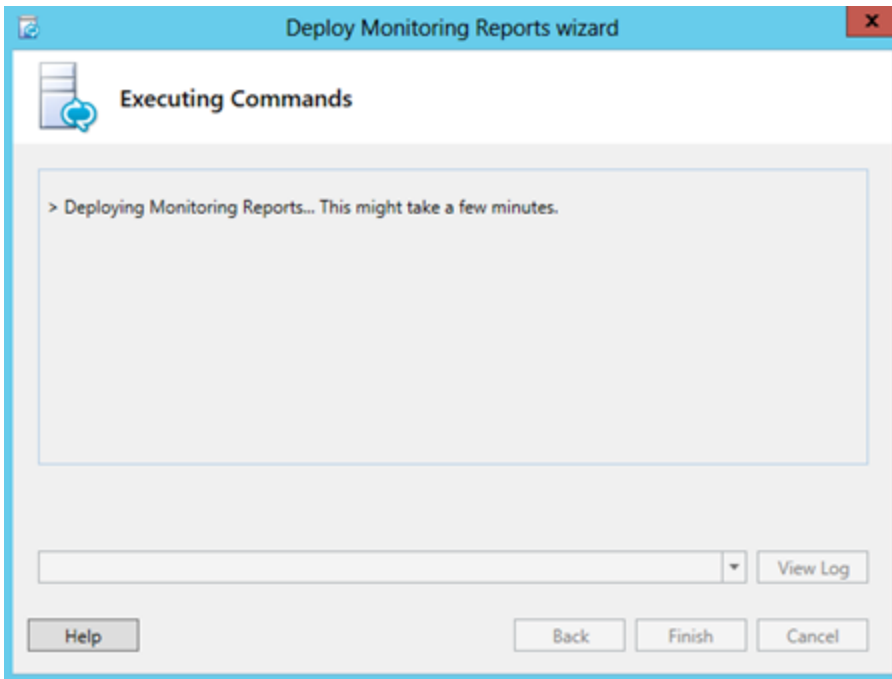 Deploy Monitoring Reports wizard
x
Executing Commands
> Deploying Monitoring Reports... This might take a few minutes.
View Log
Help
Back
Finish
Cancel